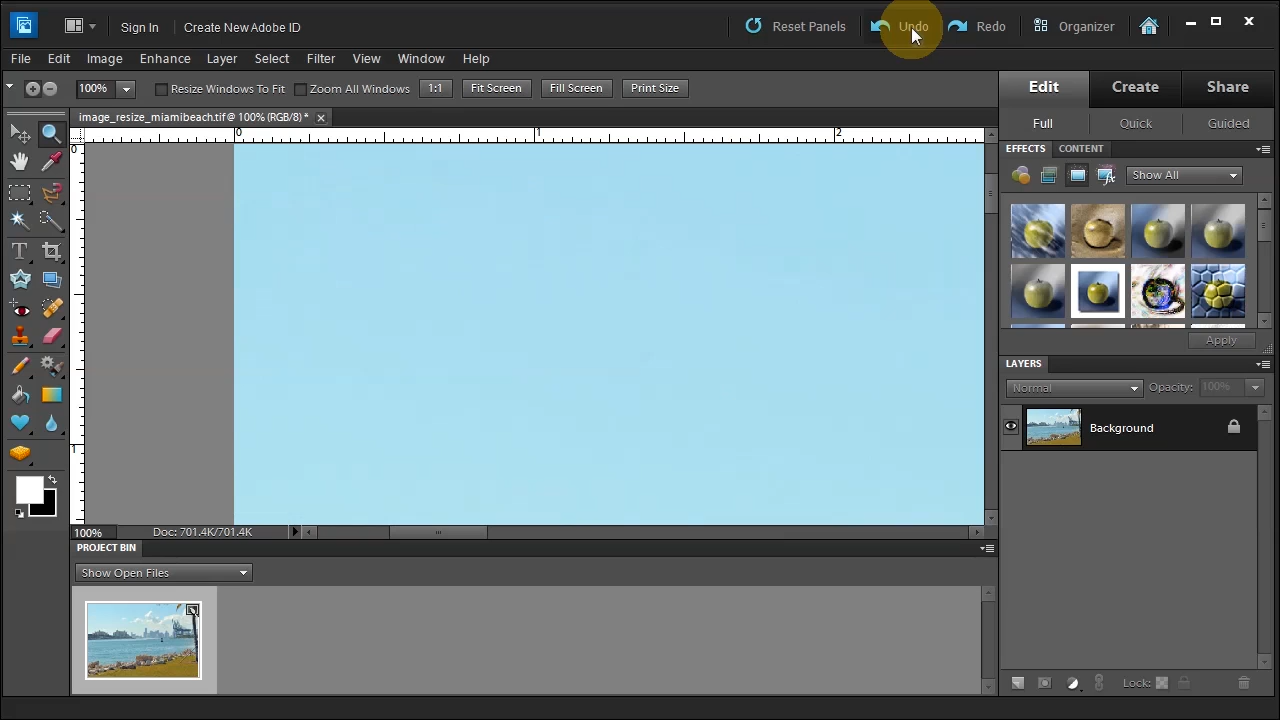 Sign In
Create New Adobe ID
Reset Panels
Undo
Redo
Organizer
File Edit Image Enhance Layer Select Filter View Window Help
100%
Resize Windows To Fit
Zoom All Windows
1:1
Fit Screen
Fill Screen
Print Size
Edit
Create
Share
image_resize_miamibeach.tif @ 100% (RGB/8) *
Full
Quick
Guided
0 1 2
0
1
EFFECTS
CONTENT
Show All
Apply
LAYERS
Normal
Opacity: 100%
Background
100%
Doc: 701.4K/701.4K
PROJECT BIN
Show Open Files
Lock: